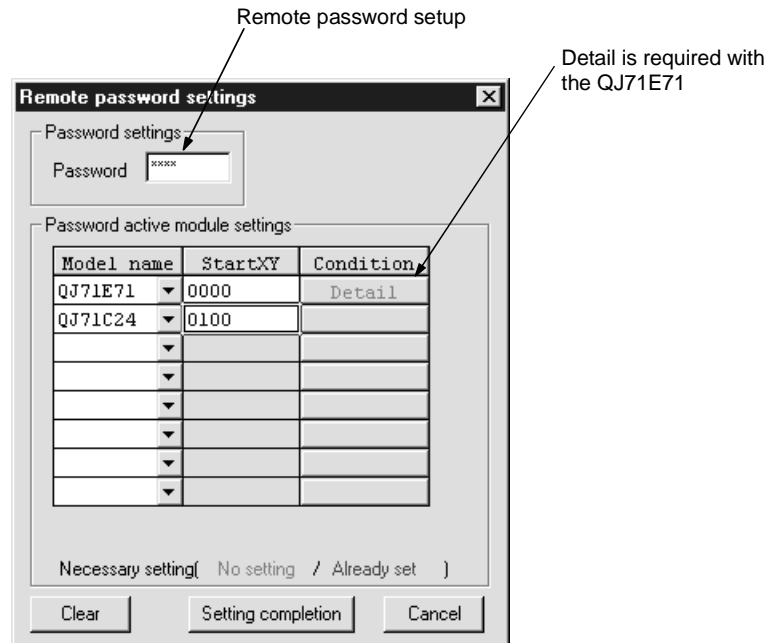 Remote password setup
Detail is required with
the QJ71E71
Remote password settings
Password settings
Password xxxx
Password active module settings
Model name StartXY Condition
QJ71E71 0000 Detail
QJ71C24 0100
Necessary setting( No setting / Already set )
Clear Setting completion Cancel